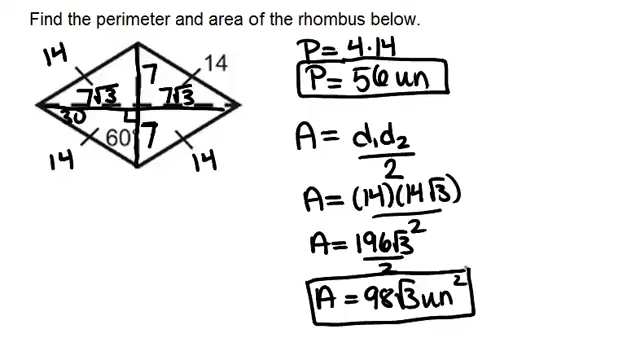 Find the perimeter and area of the rhombus below.
14
7
14
7√3
7√3
30
60°
7
14
14
P = 4·14
P = 56 un
A = d₁d₂
2
A = (14)(14√3)
2
A = 196√3
2
A = 98√3 un²